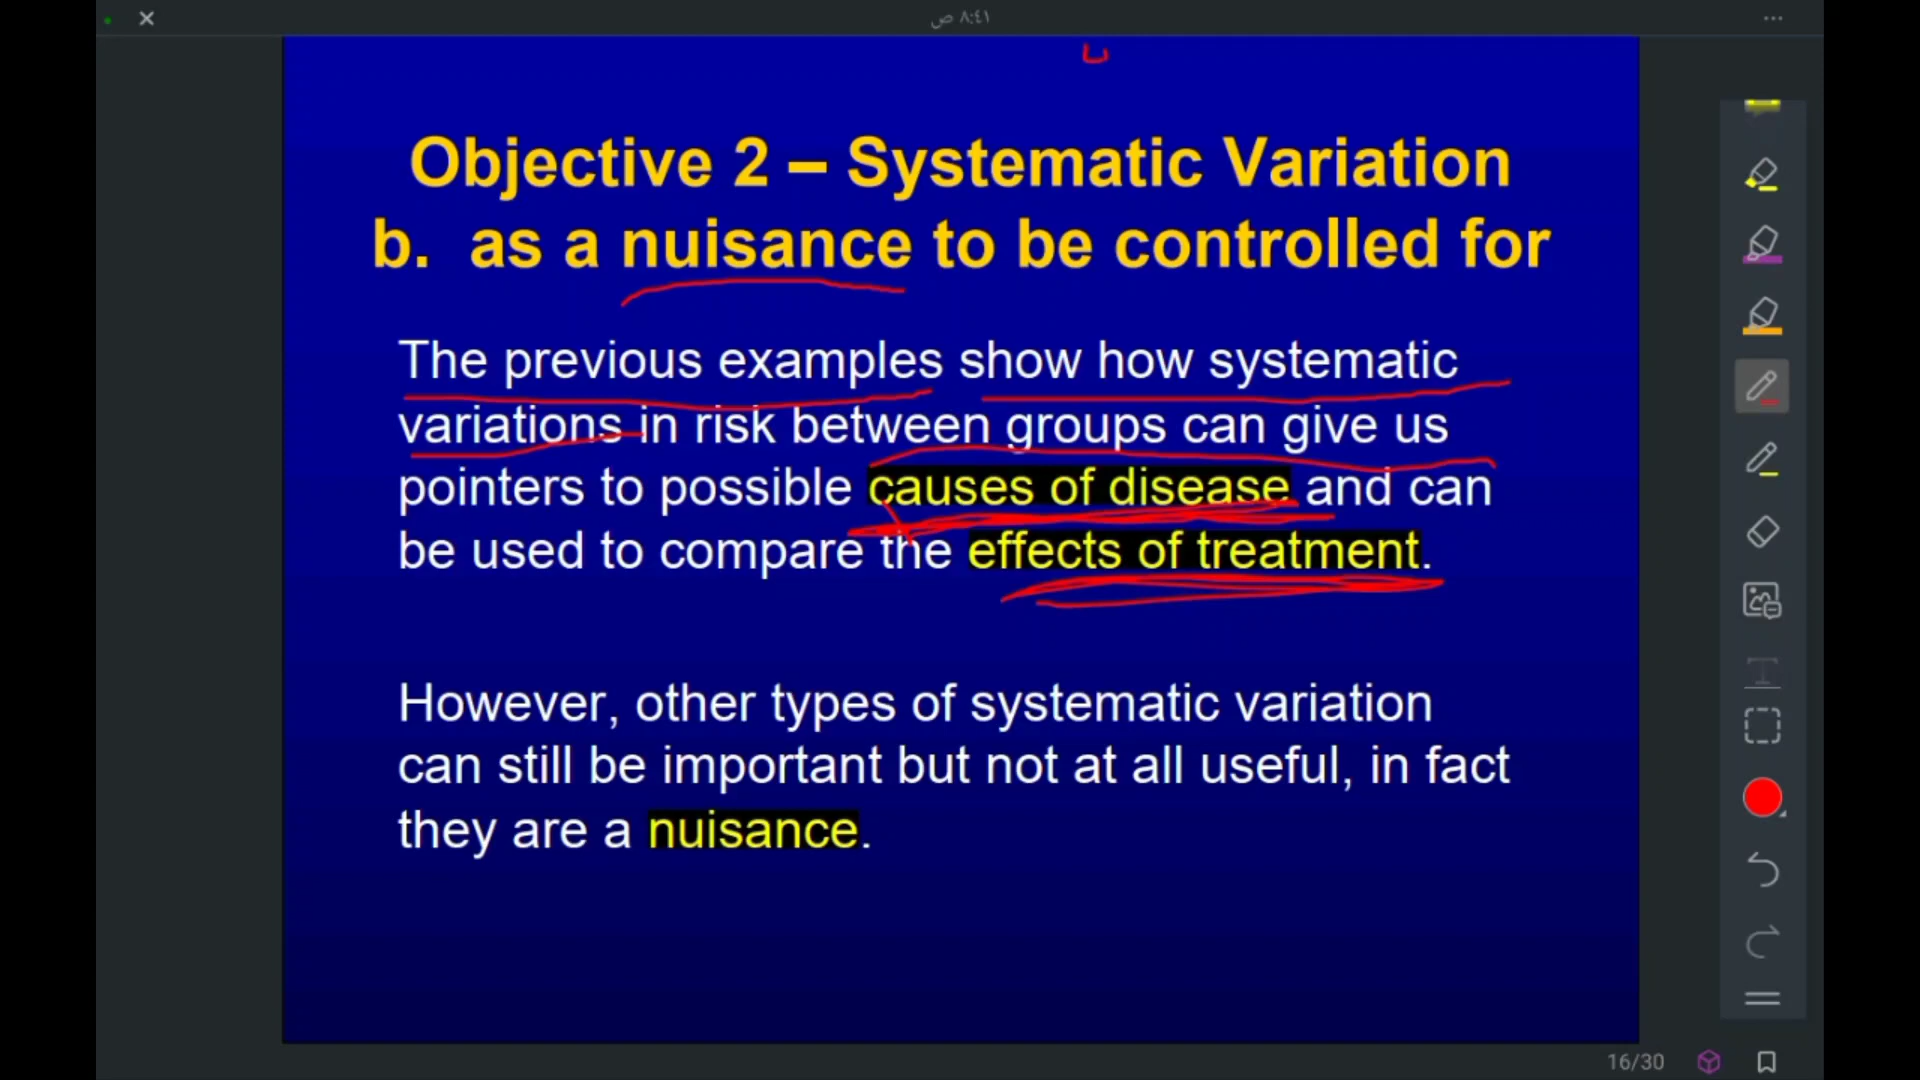 ٨:٤١ ص
Objective 2 – Systematic Variation
b. as a nuisance to be controlled for
The previous examples show how systematic
variations in risk between groups can give us
pointers to possible causes of disease and can
be used to compare the effects of treatment.
However, other types of systematic variation
can still be important but not at all useful, in fact
they are a nuisance.
16/30